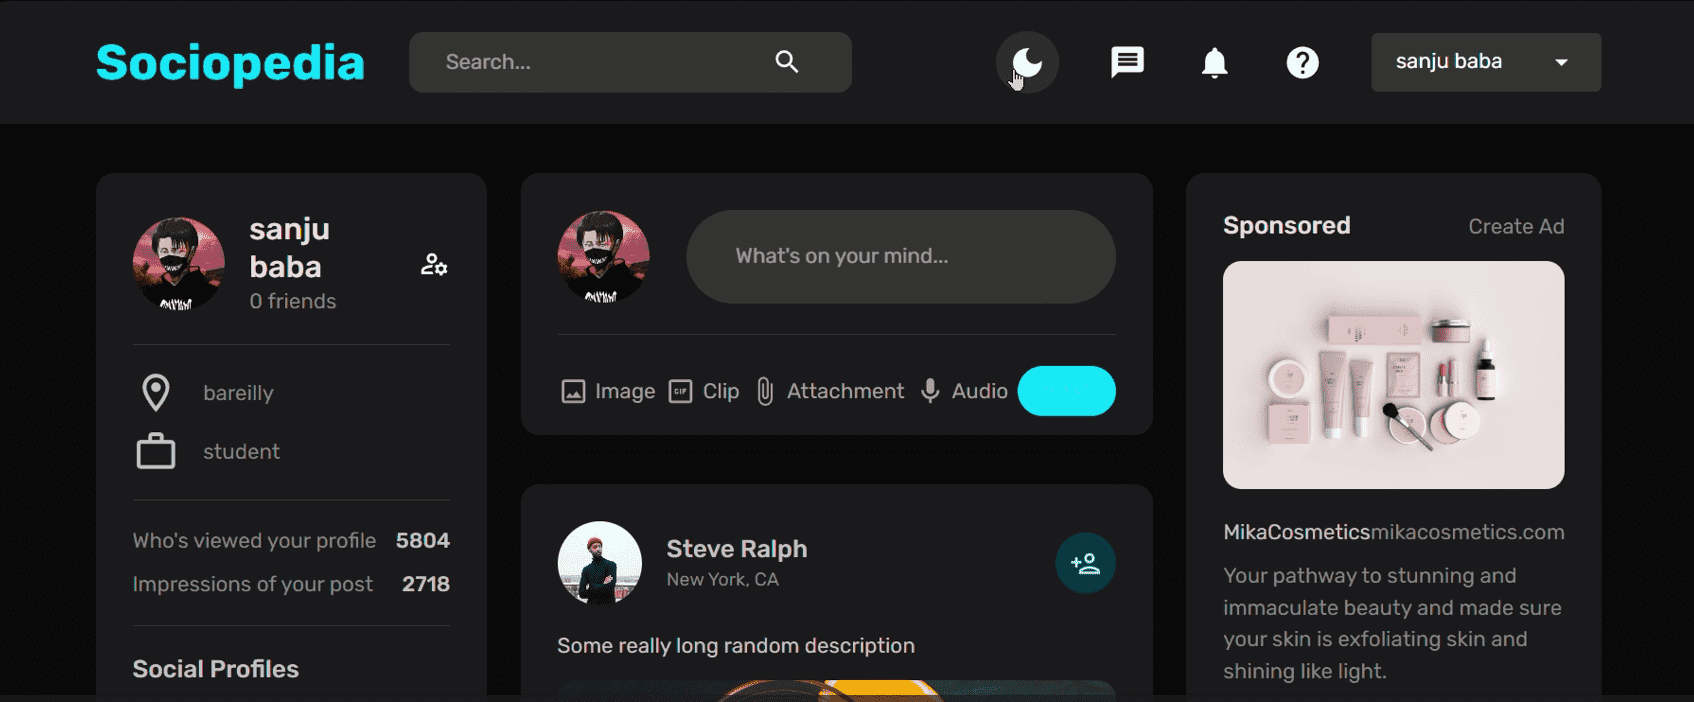 Sociopedia
Search...
sanju baba
sanju
baba
0 friends
bareilly
student
Who's viewed your profile 5804
Impressions of your post 2718
Social Profiles
What's on your mind...
Image
GIF
Clip
Attachment
Audio
Steve Ralph
New York, CA
Some really long random description
Sponsored
Create Ad
MikaCosmetics
mikacosmetics.com
Your pathway to stunning and
immaculate beauty and made sure
your skin is exfoliating skin and
shining like light.